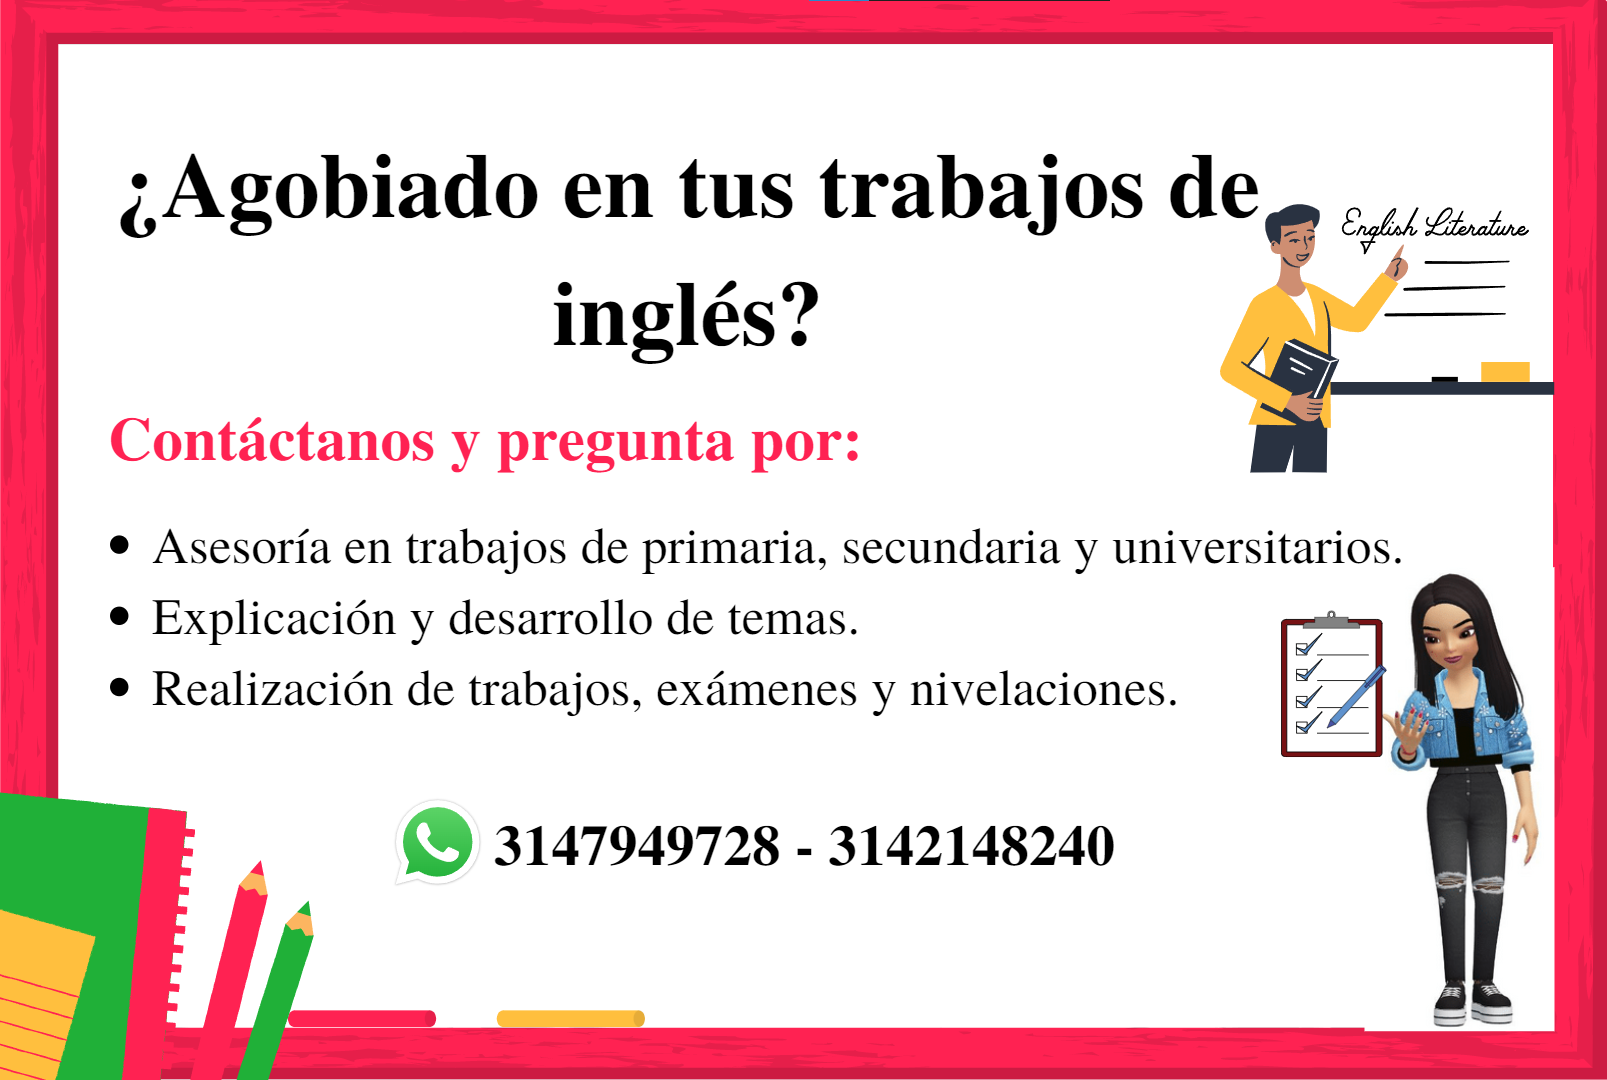 ¿Agobiado en tus trabajos de
inglés?
English Literature
Contáctanos y pregunta por:
• Asesoría en trabajos de primaria, secundaria y universitarios.
• Explicación y desarrollo de temas.
• Realización de trabajos, exámenes y nivelaciones.
3147949728 - 3142148240